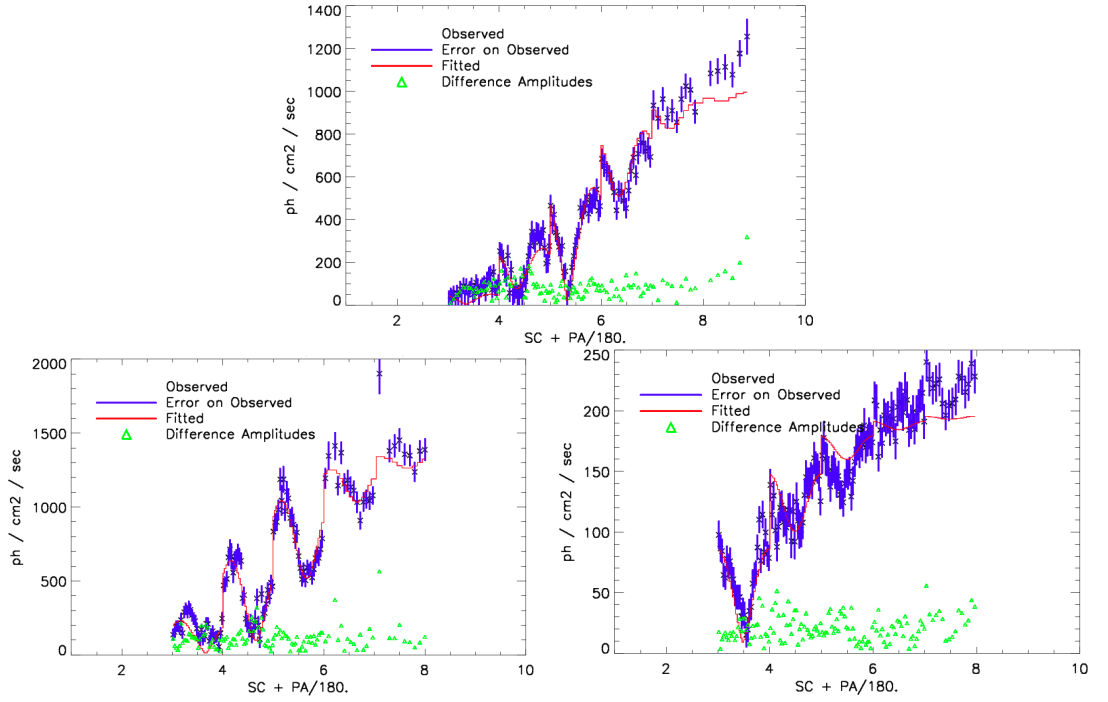 1400
1200
1000
800
600
400
200
0
ph / cm2 / sec
Observed
Error on Observed
Fitted
Difference Amplitudes
2 4 6 8 10
SC + PA/180.
2000
1500
1000
500
0
ph / cm2 / sec
Observed
Error on Observed
Fitted
Difference Amplitudes
2 4 6 8 10
SC + PA/180.
250
200
150
100
50
0
ph / cm2 / sec
Observed
Error on Observed
Fitted
Difference Amplitudes
2 4 6 8 10
SC + PA/180.